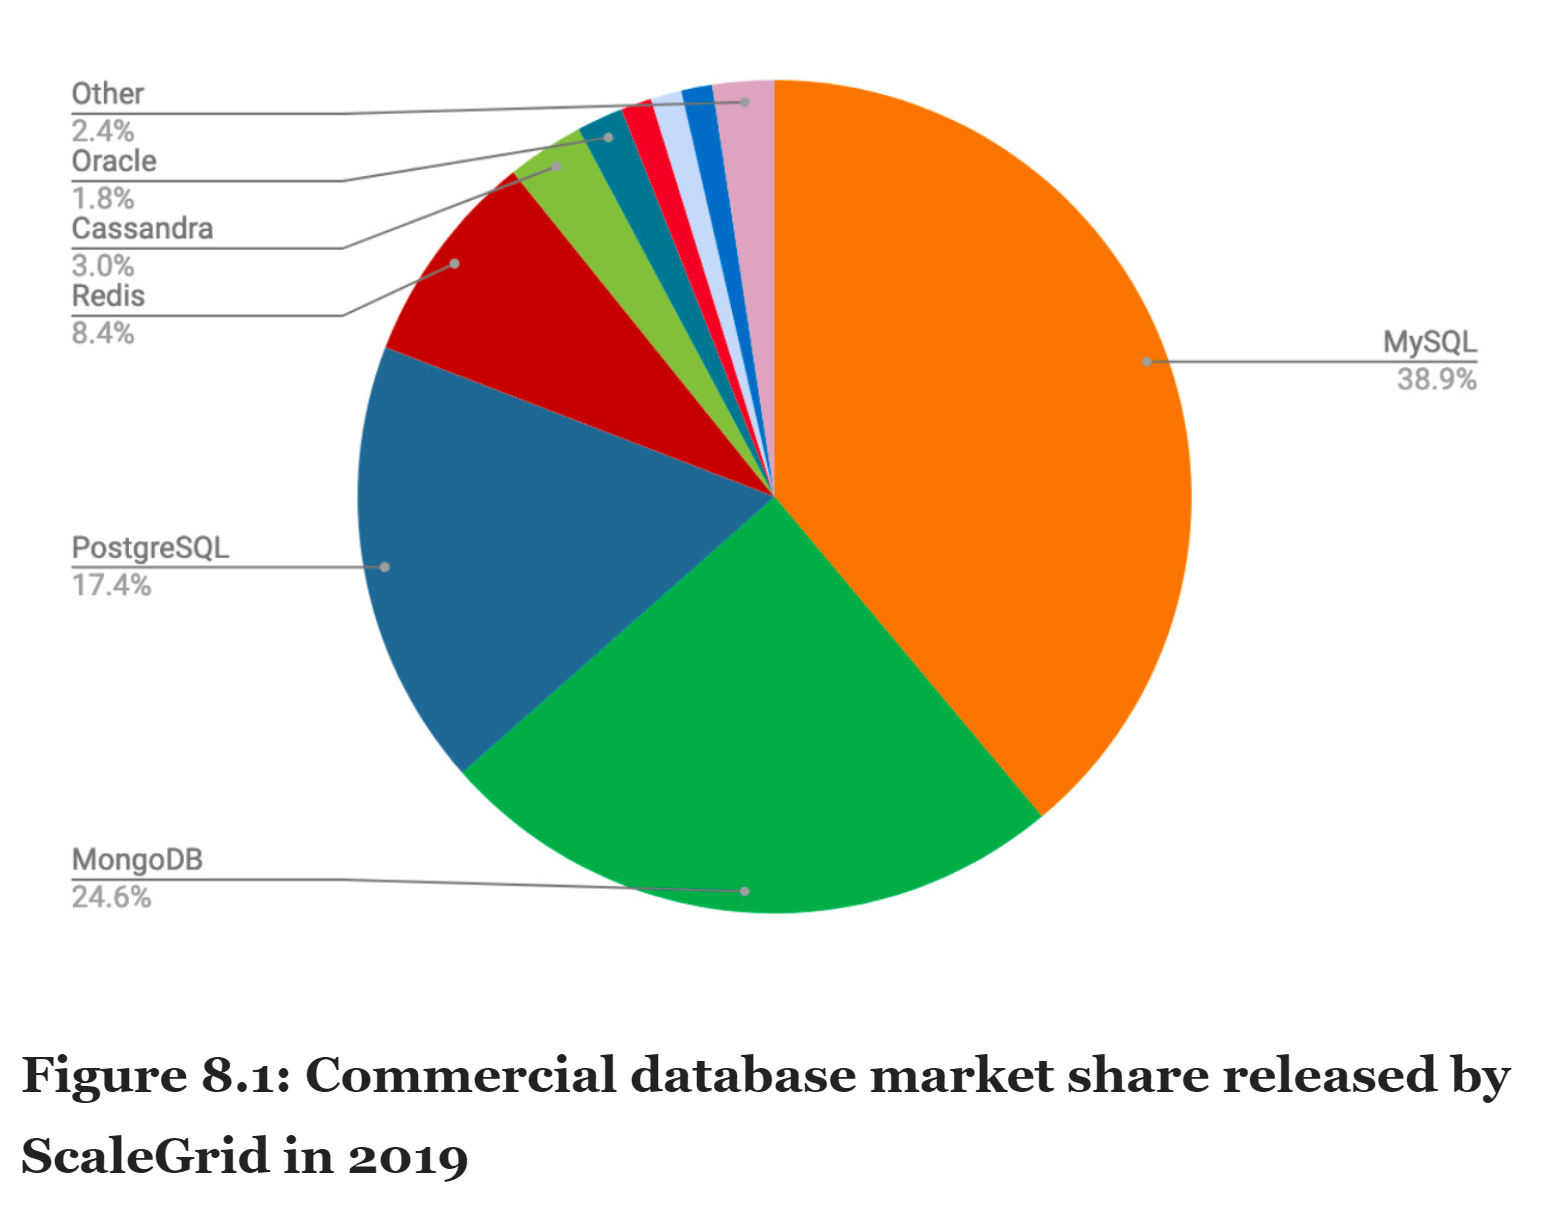 Other
2.4%
Oracle
1.8%
Cassandra
3.0%
Redis
8.4%
MySQL
38.9%
PostgreSQL
17.4%
MongoDB
24.6%
Figure 8.1: Commercial database market share released by
ScaleGrid in 2019